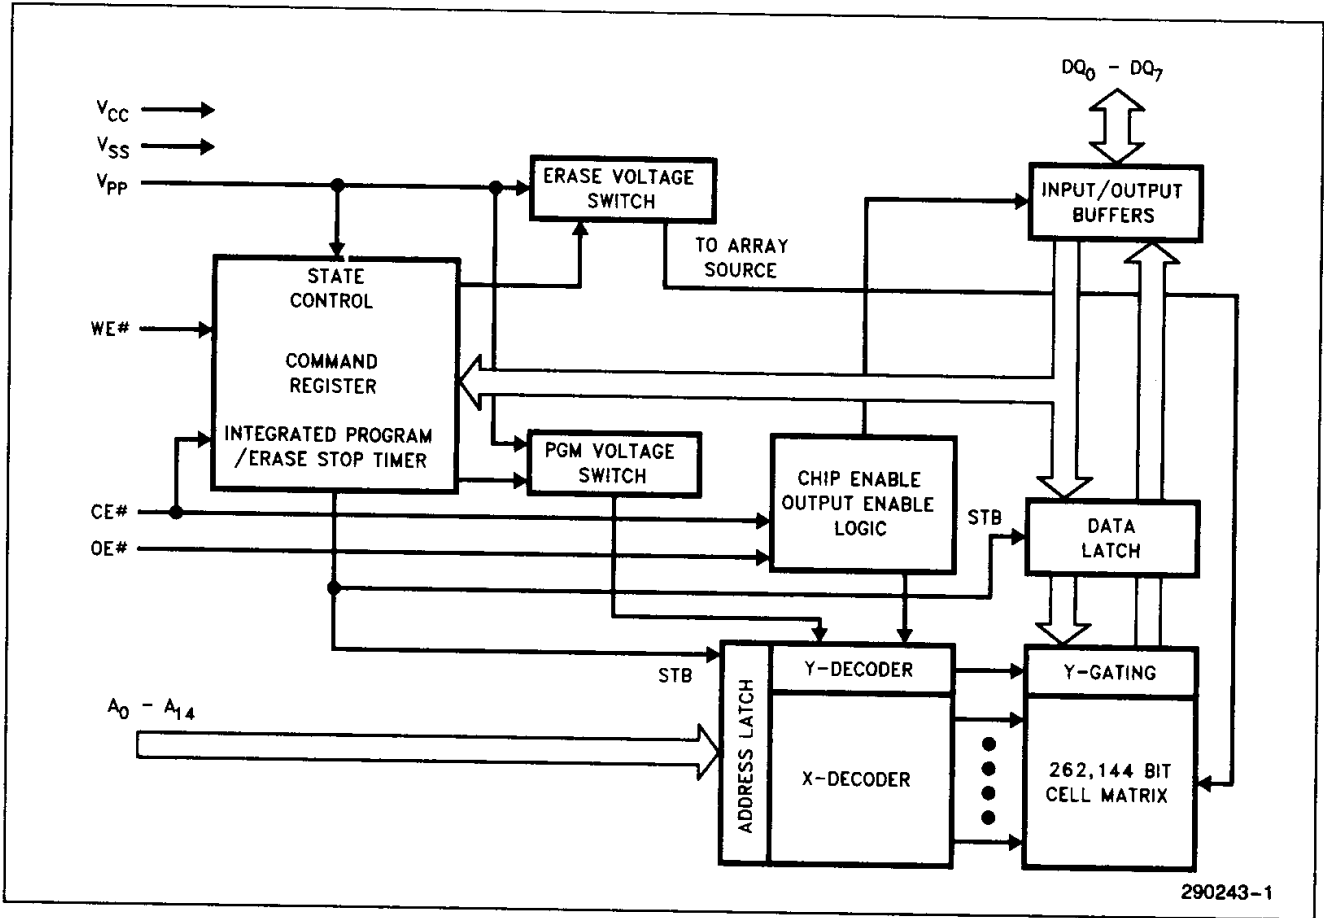 DQ0 - DQ7
VCC
VSS
VPP
ERASE VOLTAGE
SWITCH
INPUT/OUTPUT
BUFFERS
TO ARRAY
SOURCE
STATE
CONTROL
WE#
COMMAND
REGISTER
INTEGRATED PROGRAM
/ERASE STOP TIMER
PGM VOLTAGE
SWITCH
CHIP ENABLE
OUTPUT ENABLE
LOGIC
CE#
OE#
STB
DATA
LATCH
STB
ADDRESS LATCH
Y-DECODER
Y-GATING
A0 - A14
X-DECODER
262,144 BIT
CELL MATRIX
290243-1